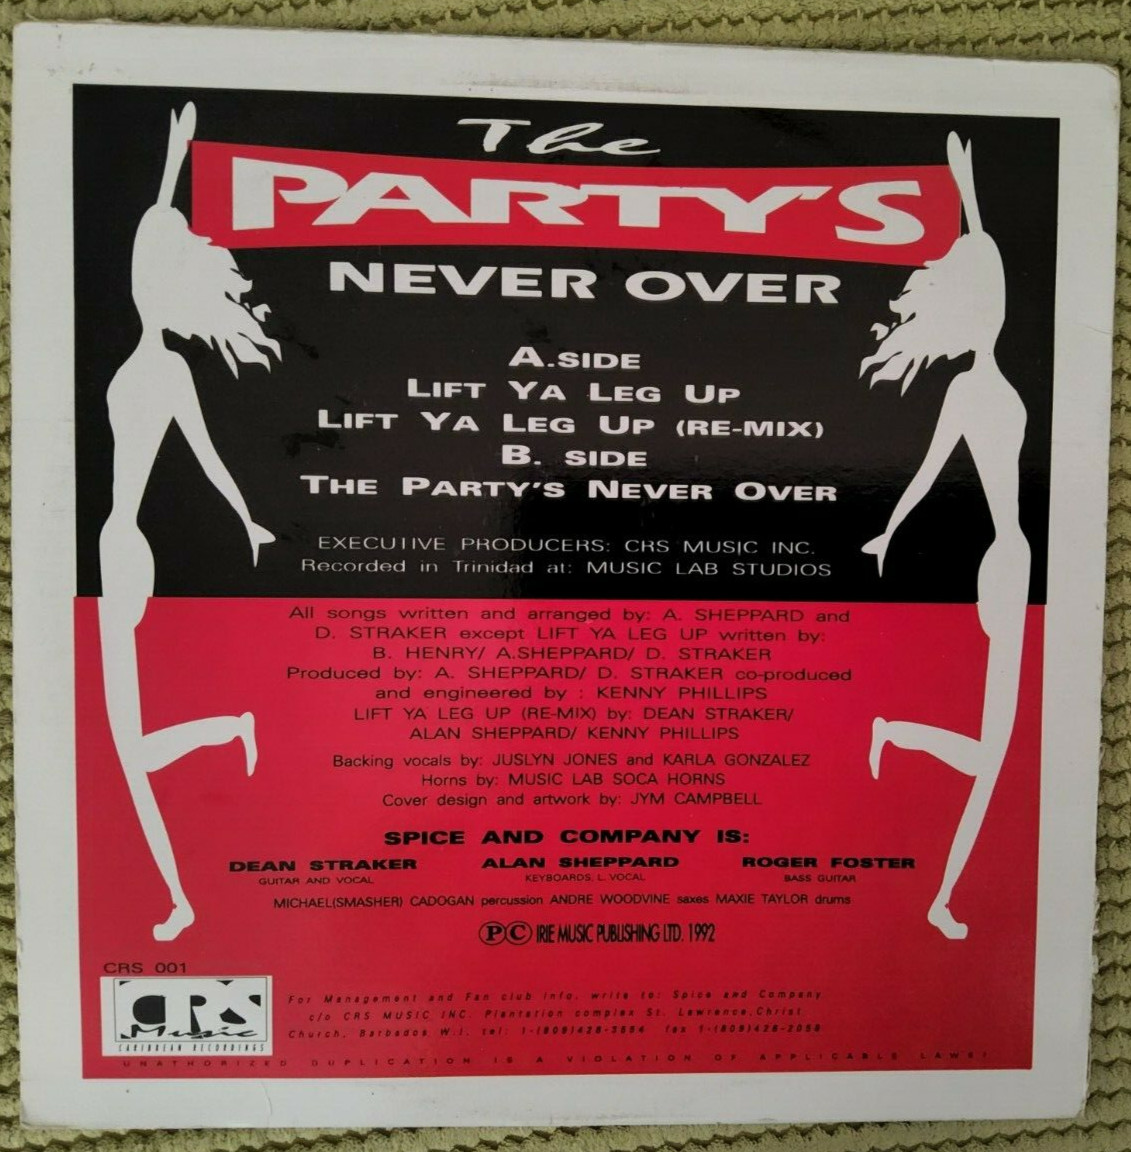 The
PARTY'S
NEVER OVER
A.SIDE
LIFT YA LEG UP
LIFT YA LEG UP (RE-MIX)
B. SIDE
THE PARTY'S NEVER OVER
EXECUTIVE PRODUCERS: CRS MUSIC INC.
Recorded in Trinidad at: MUSIC LAB STUDIOS
All songs written and arranged by: A. SHEPPARD and
D. STRAKER except LIFT YA LEG UP written by:
B. HENRY/ A.SHEPPARD/ D. STRAKER
Produced by: A. SHEPPARD/ D. STRAKER co-produced
and engineered by : KENNY PHILLIPS
LIFT YA LEG UP (RE-MIX) by: DEAN STRAKER/
ALAN SHEPPARD/ KENNY PHILLIPS
Backing vocals by: JUSLYN JONES and KARLA GONZALEZ
Horns by: MUSIC LAB SOCA HORNS
Cover design and artwork by: JYM CAMPBELL
SPICE AND COMPANY IS:
DEAN STRAKER ALAN SHEPPARD ROGER FOSTER
GUITAR AND VOCAL KEYBOARDS. L. VOCAL BASS GUITAR
MICHAEL(SMASHER) CADOGAN percussion ANDRE WOODVINE saxes MAXIE TAYLOR drums
Ⓟ© IRIE MUSIC PUBLISHING LTD. 1992
CRS 001
CRS
Music
CARIBBEAN RECORDINGS
For Management and Fan club info. write to: Spice and Company
c/o CRS MUSIC INC. Plantation complex St. Lawrence,Christ
Church, Barbados W.I. tel: fax
UNATHORIZED DUPLICATION IS A VIOLATION OF APPLICABLE LAWS!